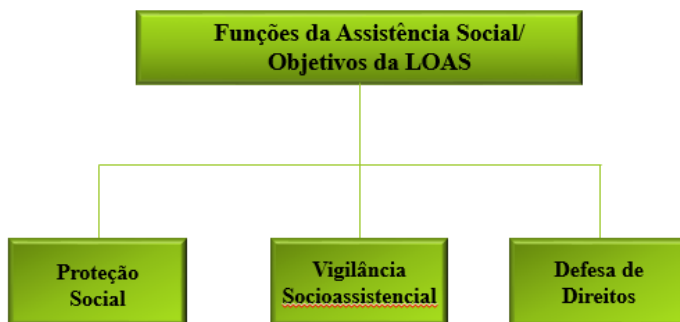 Funções da Assistência Social/
Objetivos da LOAS
Proteção
Social
Vigilância
Socioassistencial
Defesa de
Direitos